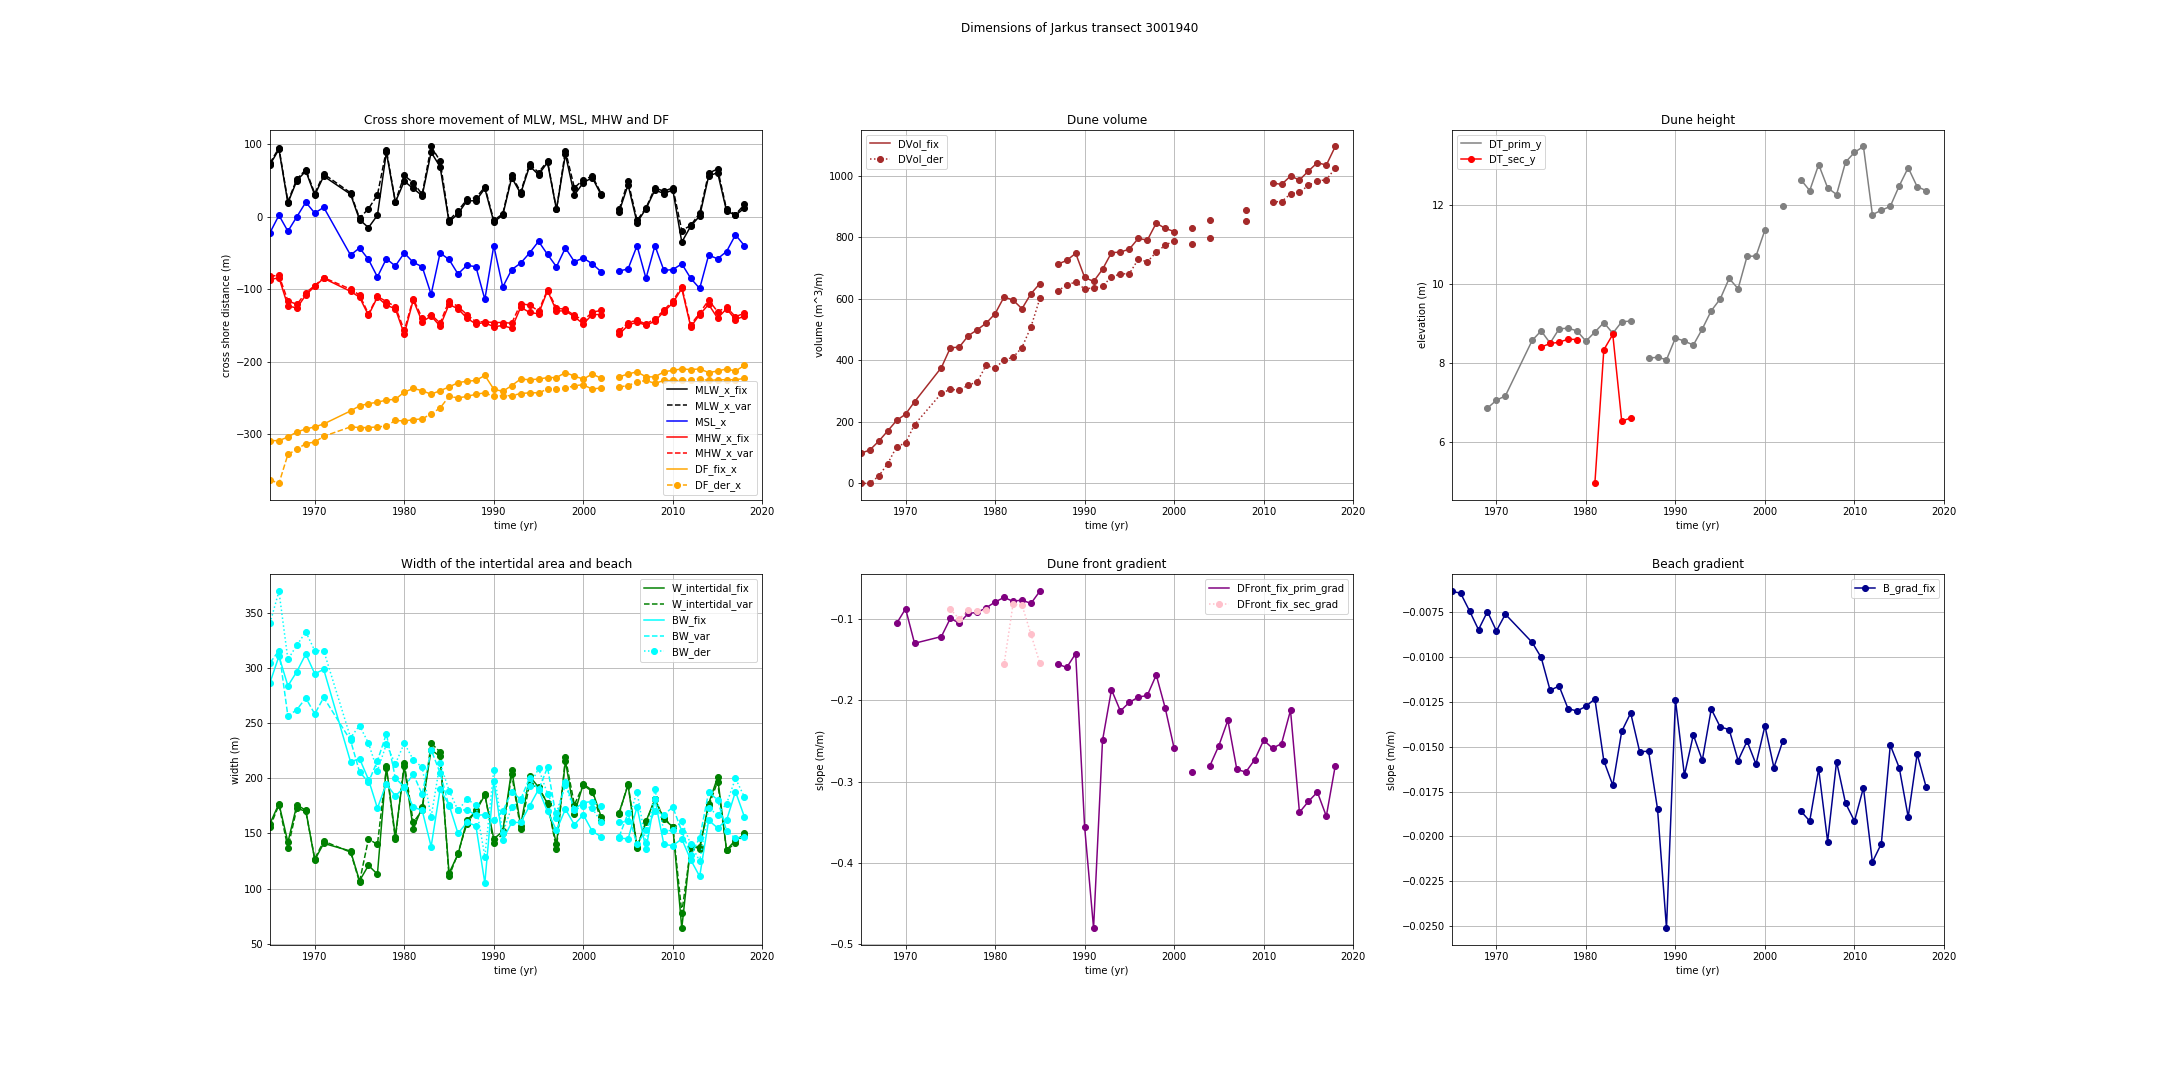 Dimensions of Jarkus transect 3001940
Cross shore movement of MLW, MSL, MHW and DF
cross shore distance (m)
100
0
−100
−200
−300
MLW_x_fix
MLW_x_var
MSL_x
MHW_x_fix
MHW_x_var
DF_fix_x
DF_der_x
1970 1980 1990 2000 2010 2020
time (yr)
Dune volume
volume (m^3/m)
1000
800
600
400
200
0
DVol_fix
DVol_der
1970 1980 1990 2000 2010 2020
time (yr)
Dune height
elevation (m)
12
10
8
6
DT_prim_y
DT_sec_y
1970 1980 1990 2000 2010 2020
time (yr)
Width of the intertidal area and beach
width (m)
350
300
250
200
150
100
50
W_intertidal_fix
W_intertidal_var
BW_fix
BW_var
BW_der
1970 1980 1990 2000 2010 2020
time (yr)
Dune front gradient
slope (m/m)
−0.1
−0.2
−0.3
−0.4
−0.5
DFront_fix_prim_grad
DFront_fix_sec_grad
1970 1980 1990 2000 2010 2020
time (yr)
Beach gradient
slope (m/m)
−0.0075
−0.0100
−0.0125
−0.0150
−0.0175
−0.0200
−0.0225
−0.0250
B_grad_fix
1970 1980 1990 2000 2010 2020
time (yr)